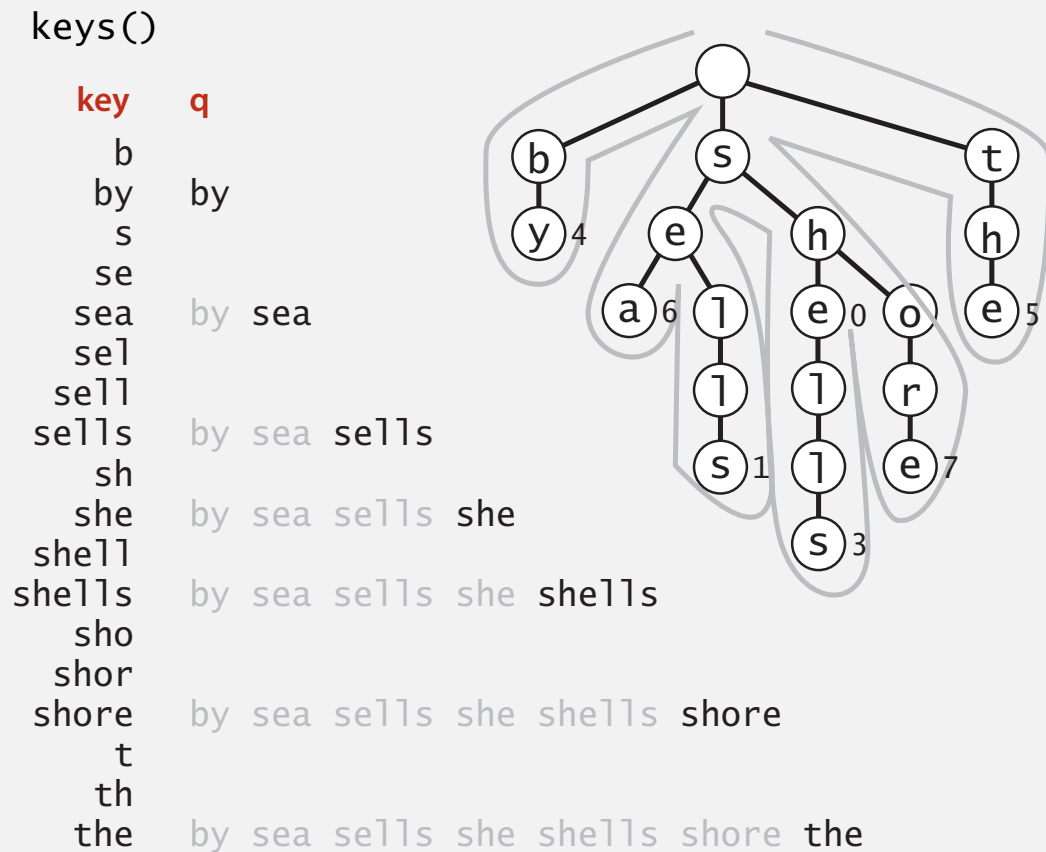 keys()
key q
b
by by
s
se
sea by sea
sel
sell
sells by sea sells
sh
she by sea sells she
shell
shells by sea sells she shells
sho
shor
shore by sea sells she shells shore
t
th
the by sea sells she shells shore the
b s t
y 4 e h h
a 6 l e 0 o e 5
l l r
s 1 l e 7
s 3